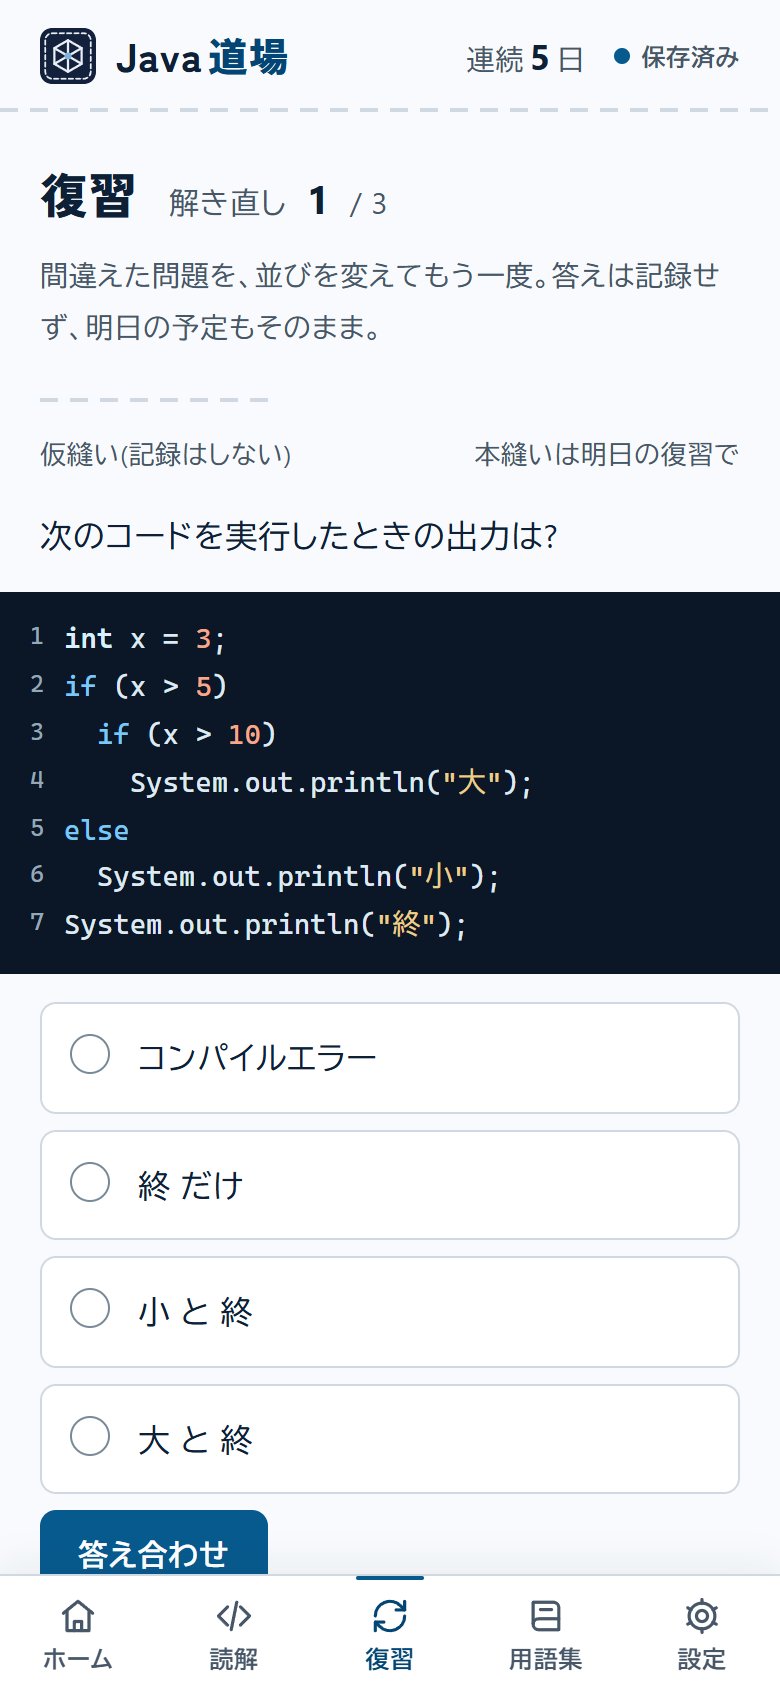 Java 道場
連続 5 日 保存済み
復習 解き直し 1 / 3
間違えた問題を、並びを変えてもう一度。答えは記録せ
ず、明日の予定もそのまま。
仮縫い(記録はしない) 本縫いは明日の復習で
次のコードを実行したときの出力は?
1 int x = 3;
2 if (x > 5)
3   if (x > 10)
4     System.out.println("大");
5 else
6   System.out.println("小");
7 System.out.println("終");
コンパイルエラー
終 だけ
小 と 終
大 と 終
答え合わせ
ホーム 読解 復習 用語集 設定